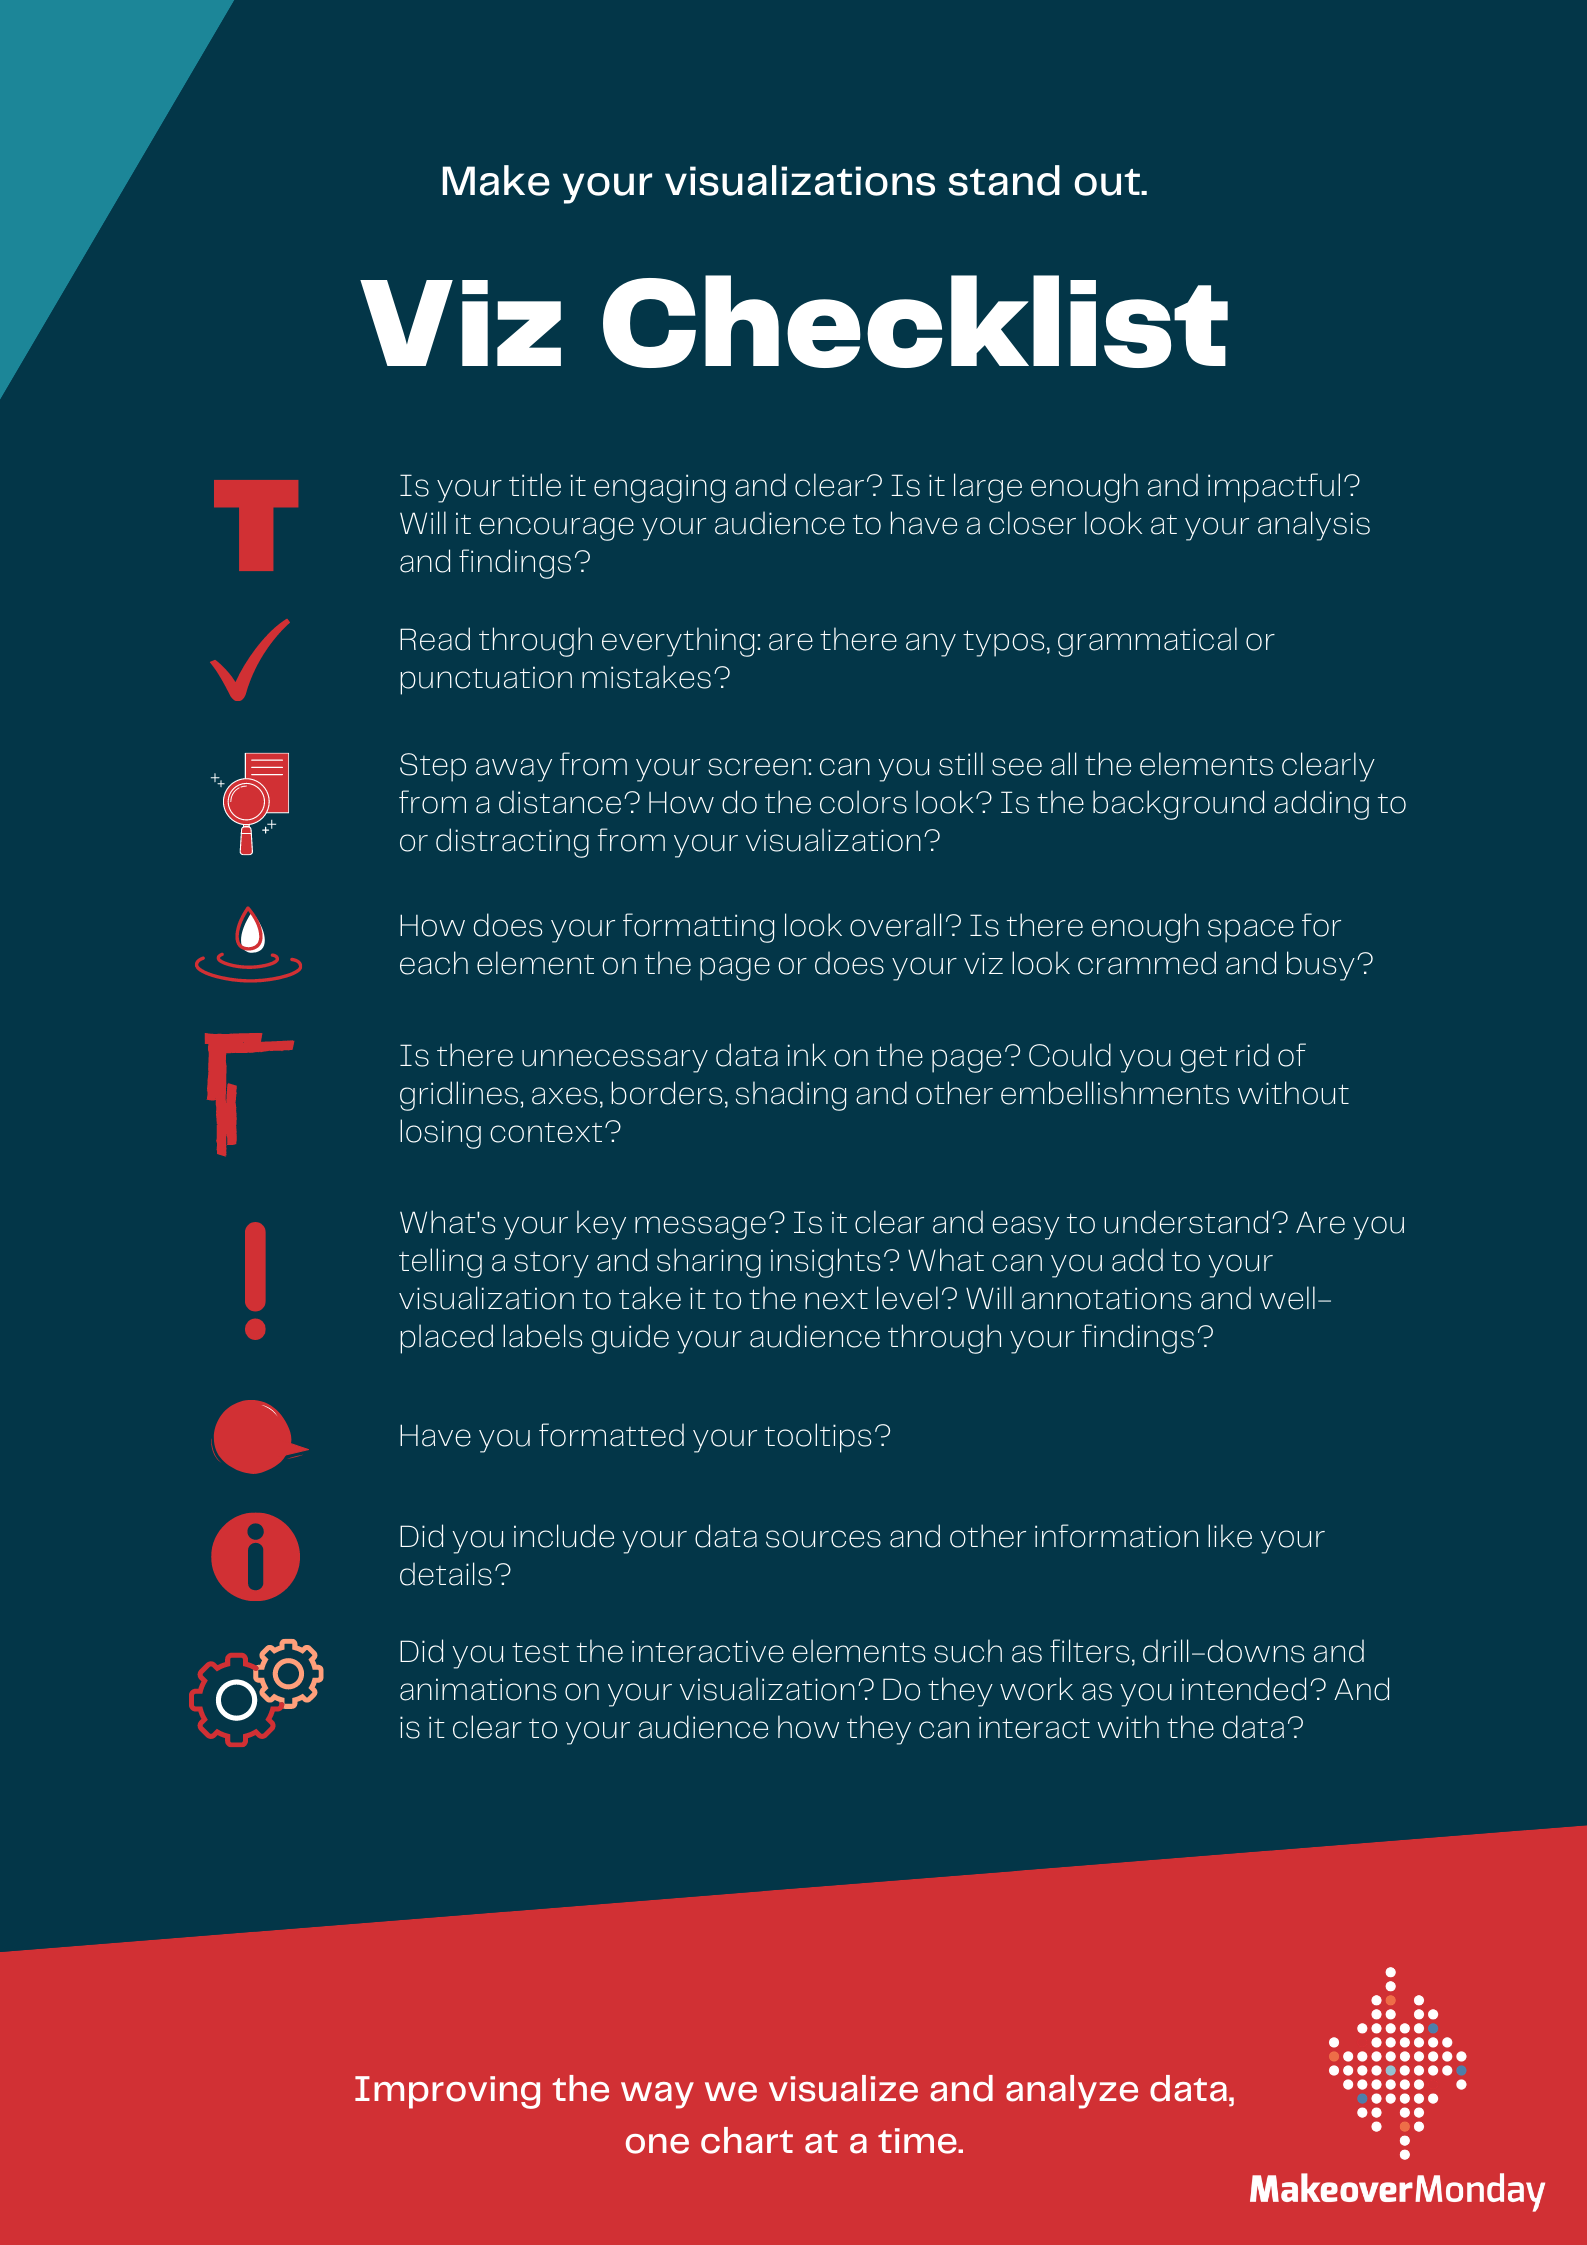 Make your visualizations stand out.
Viz Checklist
T
Is your title it engaging and clear? Is it large enough and impactful?
Will it encourage your audience to have a closer look at your analysis
and findings?
Read through everything: are there any typos, grammatical or
punctuation mistakes?
Step away from your screen: can you still see all the elements clearly
from a distance? How do the colors look? Is the background adding to
or distracting from your visualization?
How does your formatting look overall? Is there enough space for
each element on the page or does your viz look crammed and busy?
Is there unnecessary data ink on the page? Could you get rid of
gridlines, axes, borders, shading and other embellishments without
losing context?
!
What's your key message? Is it clear and easy to understand? Are you
telling a story and sharing insights? What can you add to your
visualization to take it to the next level? Will annotations and well-
placed labels guide your audience through your findings?
Have you formatted your tooltips?
i
Did you include your data sources and other information like your
details?
Did you test the interactive elements such as filters, drill-downs and
animations on your visualization? Do they work as you intended? And
is it clear to your audience how they can interact with the data?
Improving the way we visualize and analyze data,
one chart at a time.
MakeoverMonday